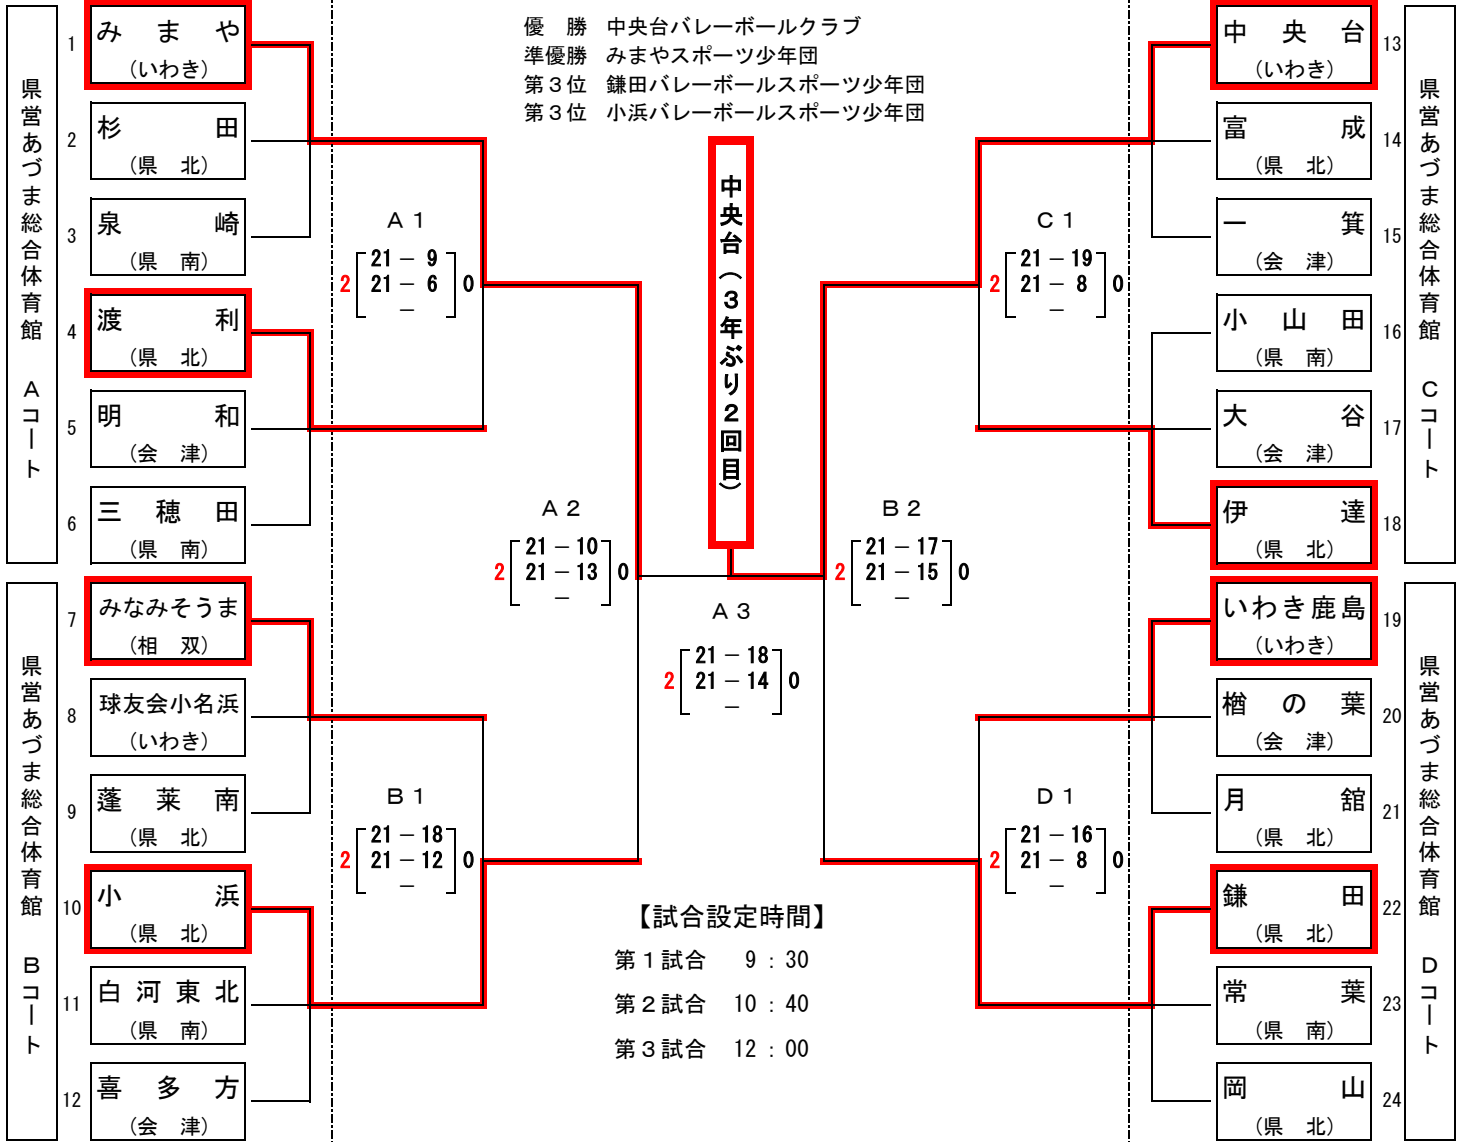 優　勝　中央台バレーボールクラブ
準優勝　みまやスポーツ少年団
第３位　鎌田バレーボールスポーツ少年団
第３位　小浜バレーボールスポーツ少年団
県営あづま総合体育館　Ａコート
1
みまや
（いわき）
2
杉田
（県　北）
3
泉崎
（県　南）
4
渡利
（県　北）
5
明和
（会　津）
6
三穂田
（県　南）
県営あづま総合体育館　Ｂコート
7
みなみそうま
（相　双）
8
球友会小名浜
（いわき）
9
蓬莱南
（県　北）
10
小浜
（県　北）
11
白河東北
（県　南）
12
喜多方
（会　津）
Ａ１
21 － 9
2 21 － 6 0
－
Ｂ１
21 － 18
2 21 － 12 0
－
Ａ２
21 － 10
2 21 － 13 0
－
中央台（３年ぶり２回目）
Ａ３
21 － 18
2 21 － 14 0
－
Ｂ２
21 － 17
2 21 － 15 0
－
Ｃ１
21 － 19
2 21 － 8 0
－
Ｄ１
21 － 16
2 21 － 8 0
－
【試合設定時間】
第１試合　9 : 30
第２試合　10 : 40
第３試合　12 : 00
中央台
（いわき）
13
富成
（県　北）
14
一箕
（会　津）
15
小山田
（県　南）
16
大谷
（会　津）
17
伊達
（県　北）
18
県営あづま総合体育館　Ｃコート
いわき鹿島
（いわき）
19
楢の葉
（会　津）
20
月舘
（県　北）
21
鎌田
（県　北）
22
常葉
（県　南）
23
岡山
（県　北）
24
県営あづま総合体育館　Ｄコート